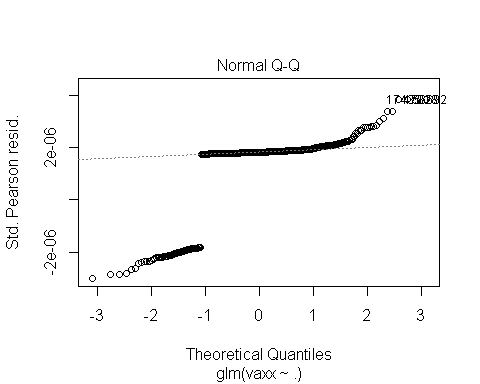 Normal Q-Q
Std. Pearson resid.
2e-06
-2e-06
-3 -2 -1 0 1 2 3
Theoretical Quantiles
glm(vaxx ~ .)